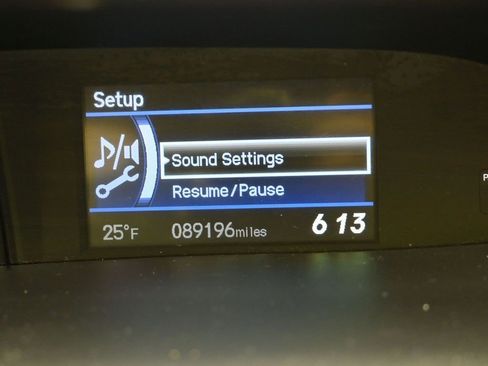 Setup
Sound Settings
Resume/Pause
25°F 089196miles 6 13
P